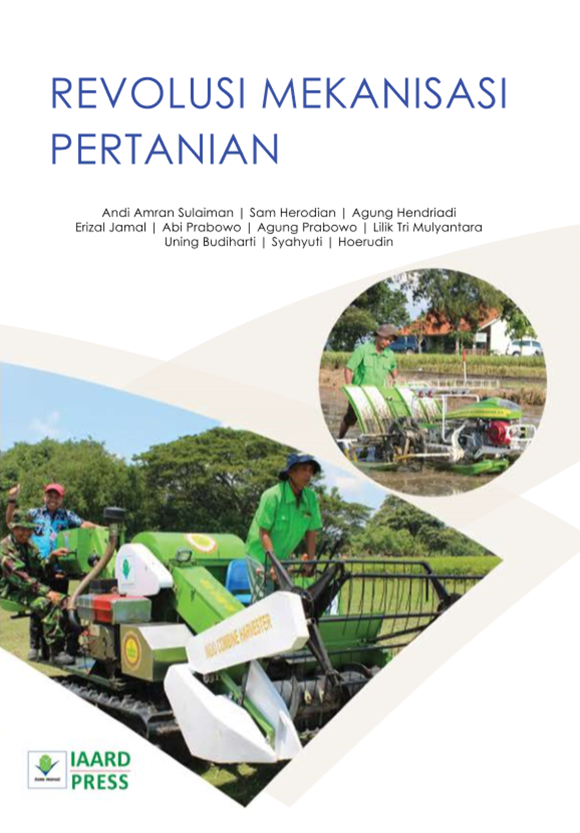 REVOLUSI MEKANISASI
PERTANIAN
Andi Amran Sulaiman | Sam Herodian | Agung Hendriadi
Erizal Jamal | Abi Prabowo | Agung Prabowo | Lilik Tri Mulyantara
Uning Budiharti | Syahyuti | Hoerudin
COMBINE HARVESTER
IAARD
PRESS